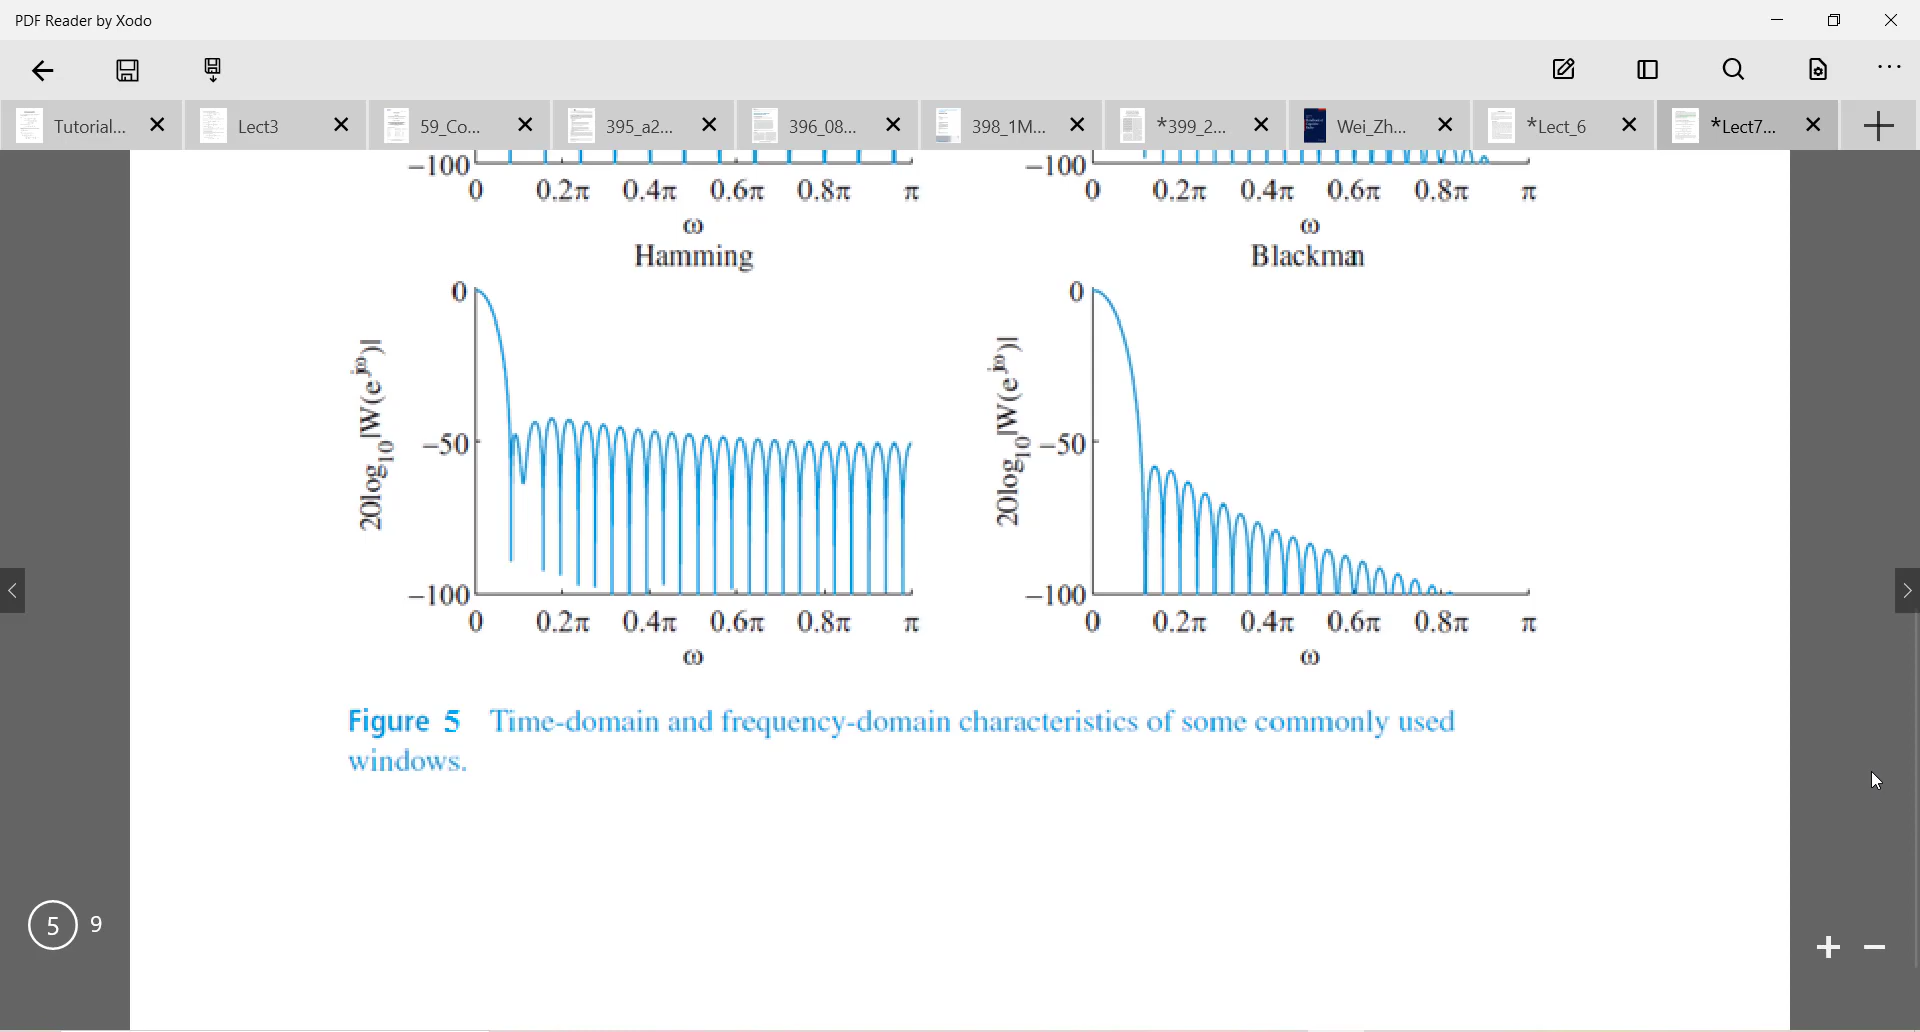 PDF Reader by Xodo
Tutorial...
Lect3
59_Co...
395_a2...
396_08...
398_1M...
*399_2...
Wei_Zh...
*Lect_6
*Lect7...
−100
0 0.2π 0.4π 0.6π 0.8π π
ω
−100
0 0.2π 0.4π 0.6π 0.8π π
ω
Hamming
0
−50
−100
20log10|W(e^jω)|
0 0.2π 0.4π 0.6π 0.8π π
ω
Blackman
0
−50
−100
20log10|W(e^jω)|
0 0.2π 0.4π 0.6π 0.8π π
ω
Figure 5 Time-domain and frequency-domain characteristics of some commonly used
windows.
5 9